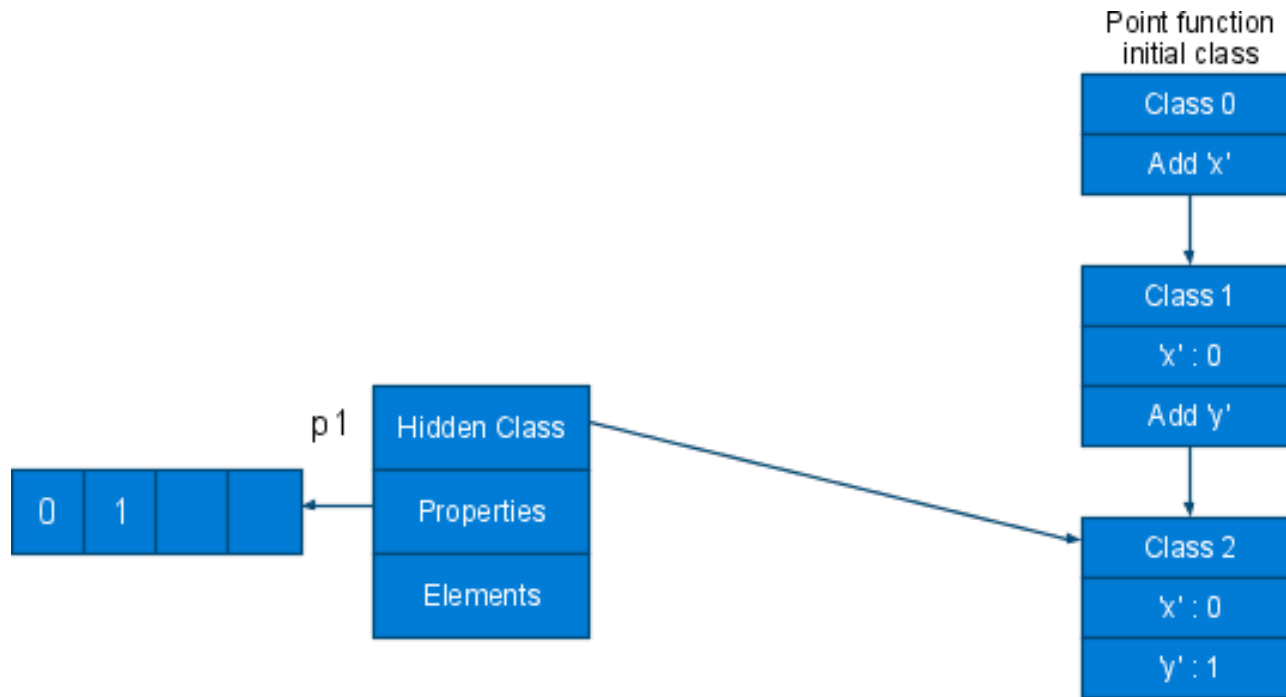 Point function
initial class
Class 0
Add 'x'
Class 1
'x' : 0
Add 'y'
p1
Hidden Class
0 1
Properties
Elements
Class 2
'x' : 0
'y' : 1